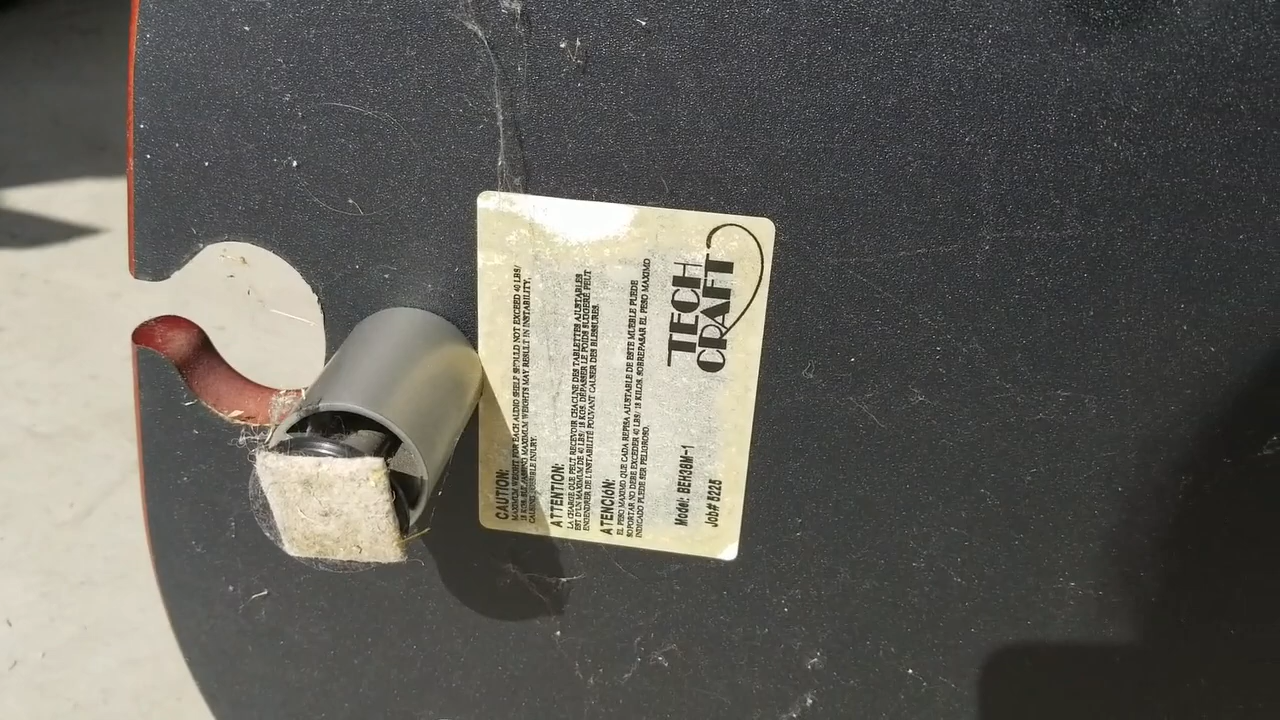 TECH
CRAFT
CAUTION:
MAXIMUM WEIGHT FOR EACH AUDIO SHELF SHOULD NOT EXCEED 40 LBS/
18 KGS. MAXIMUM WEIGHTS MAY RESULT IN INSTABILITY,
CAUSING POSSIBLE INJURY.
ATTENTION:
LA CHARGE QUE PEUT RECEVOIR CHACUNE DES TABLETTES AJUSTABLES
EST D'UN MAXIMUM DE 40 LBS/ 18 KGS. DÉPASSER LE POIDS SUGGÉRÉ PEUT
ENGENDRER DE L'INSTABILITÉ POUVANT CAUSER DES BLESSURES.
ATENCIÓN:
EL PESO MAXIMO QUE CADA REPISA AJUSTABLE DE ESTE MUEBLE PUEDE
SOPORTAR NO DEBE EXCEDER 40 LBS/ 18 KILOS. SOBREPASAR EL PESO MAXIMO
INDICADO PUEDE SER PELIGROSO.
Model: BEH38M-1
Job# 5225